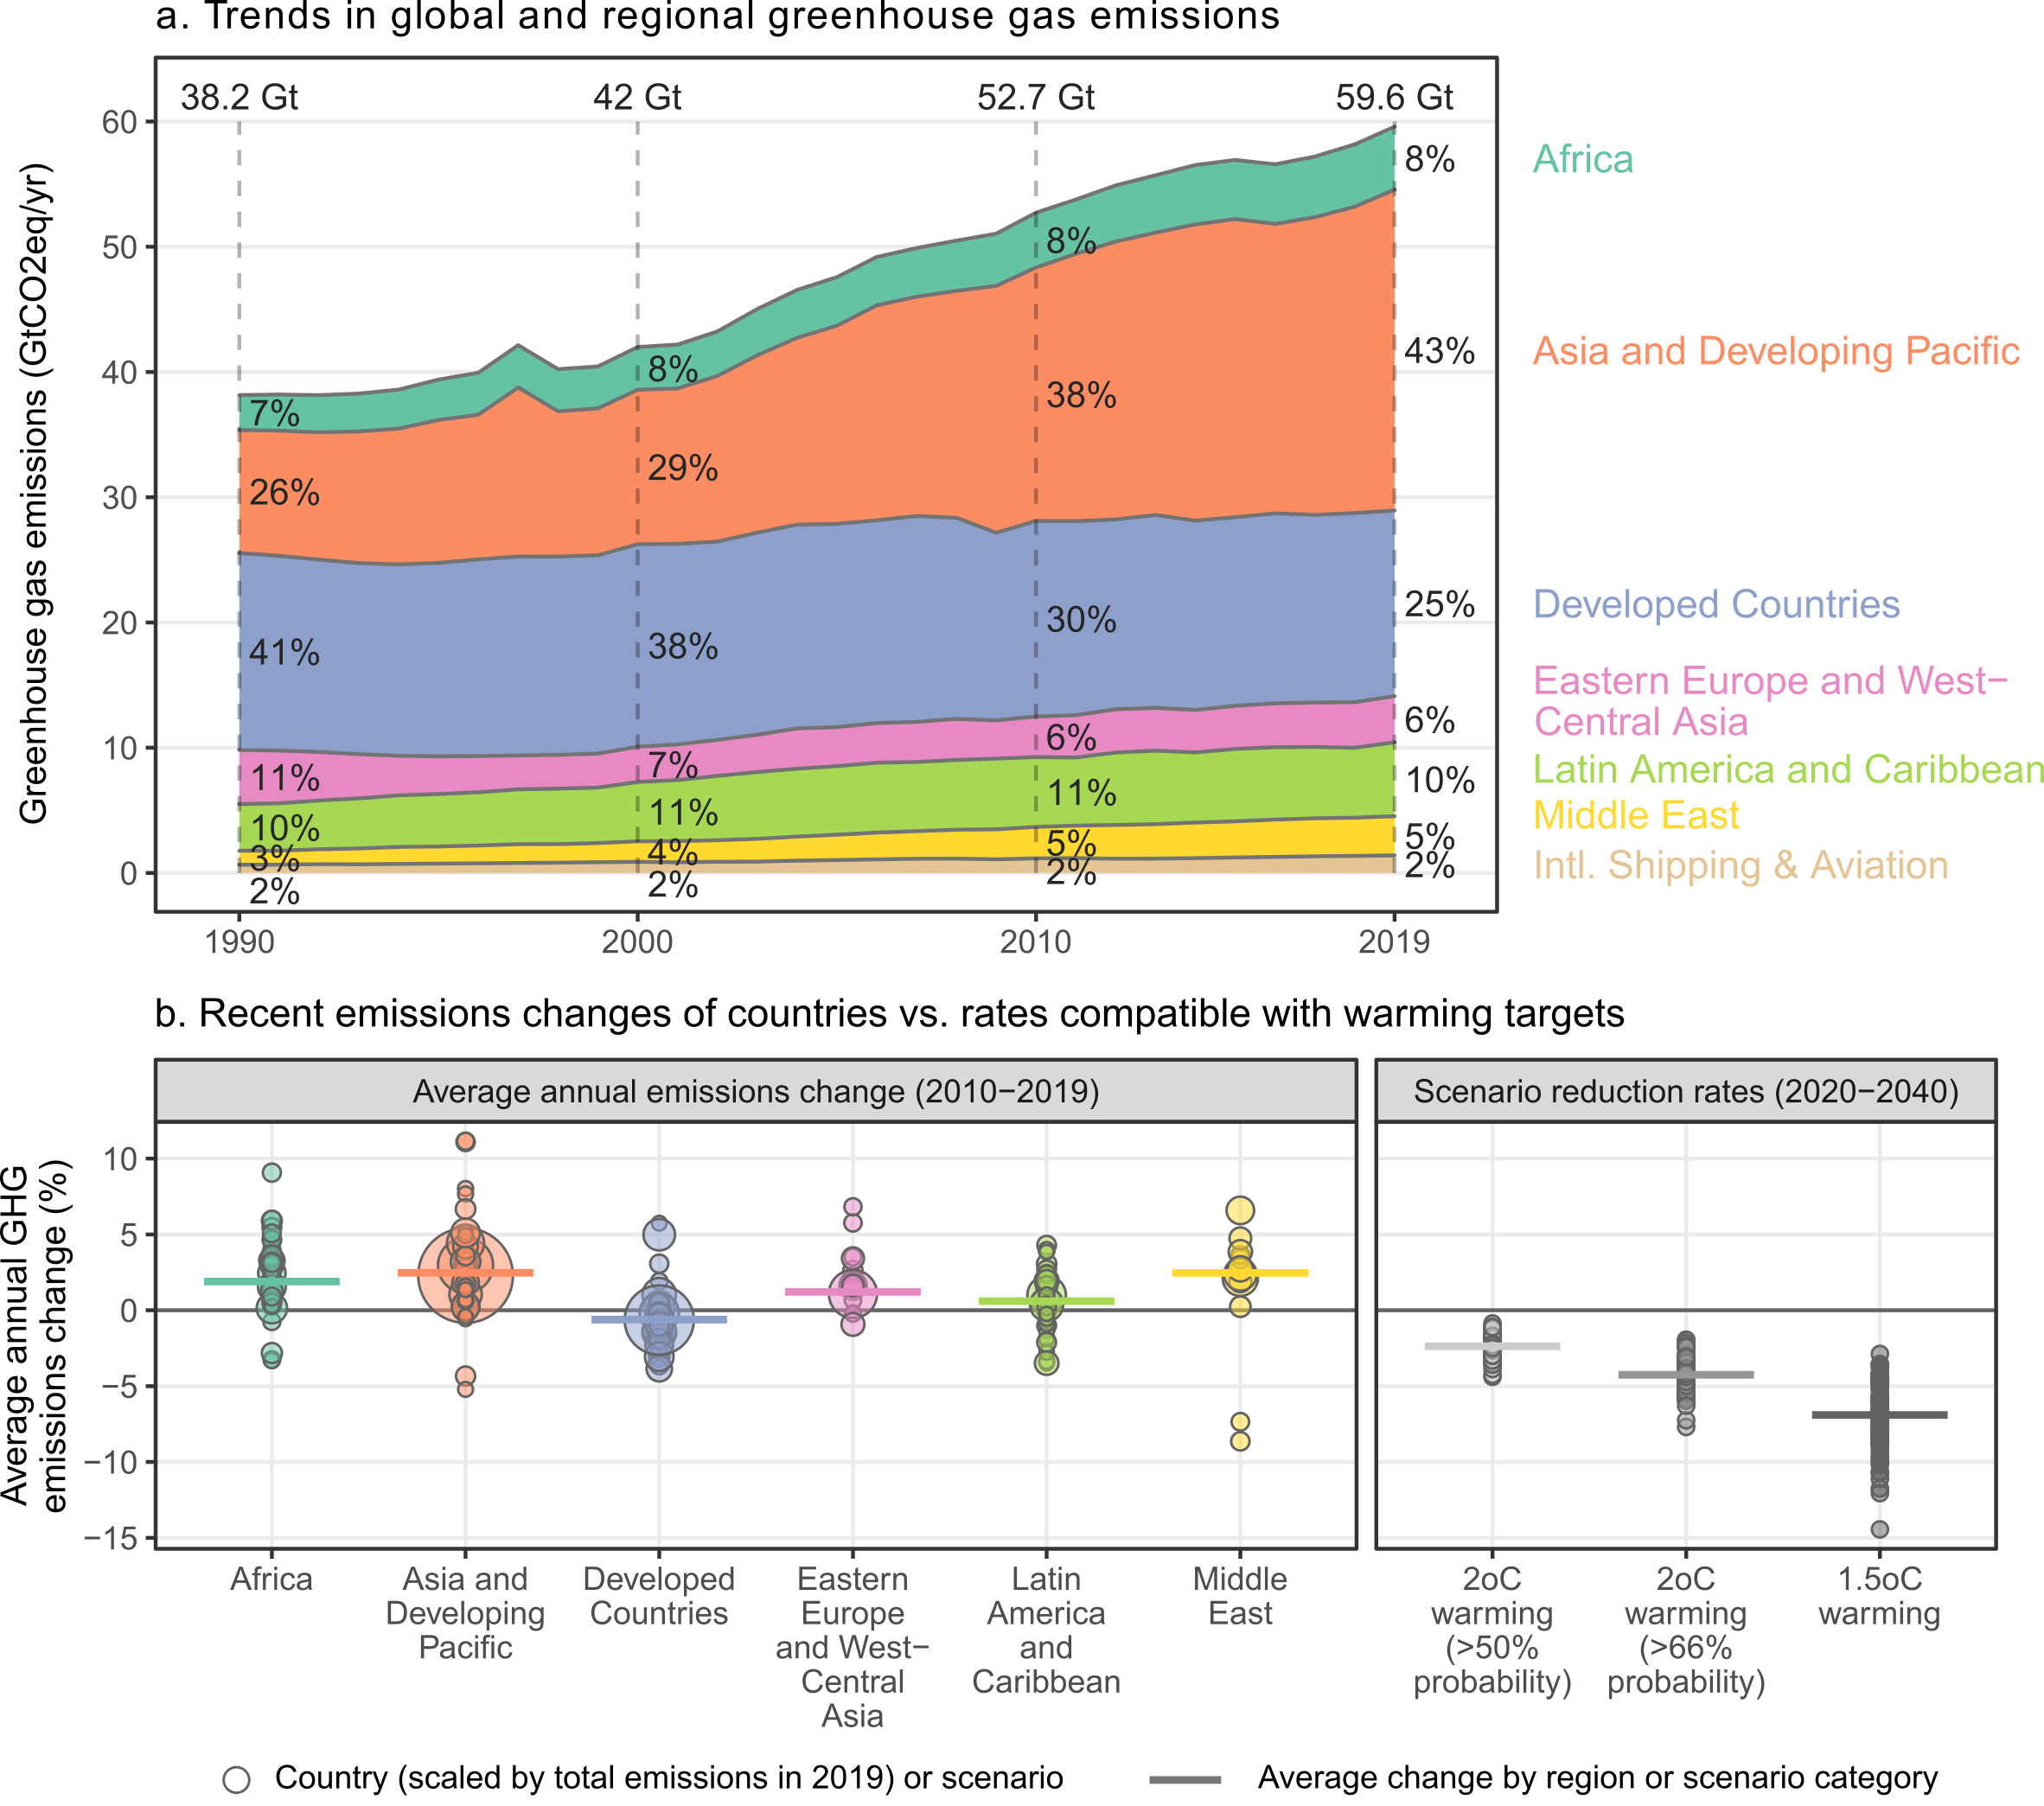 a. Trends in global and regional greenhouse gas emissions
Greenhouse gas emissions (GtCO2eq/yr)
38.2 Gt
42 Gt
52.7 Gt
59.6 Gt
60
50
40
30
20
10
0
7%
26%
41%
11%
10%
3%
2%
8%
29%
38%
7%
11%
4%
2%
8%
38%
30%
6%
11%
5%
2%
8%
43%
25%
6%
10%
5%
2%
Africa
Asia and Developing Pacific
Developed Countries
Eastern Europe and West−
Central Asia
Latin America and Caribbean
Middle East
Intl. Shipping & Aviation
1990
2000
2010
2019
b. Recent emissions changes of countries vs. rates compatible with warming targets
Average annual GHG
emissions change (%)
Average annual emissions change (2010−2019)
Scenario reduction rates (2020−2040)
10
5
0
−5
−10
−15
Africa
Asia and
Developing
Pacific
Developed
Countries
Eastern
Europe
and West−
Central
Asia
Latin
America
and
Caribbean
Middle
East
2oC
warming
(>50%
probability)
2oC
warming
(>66%
probability)
1.5oC
warming
Country (scaled by total emissions in 2019) or scenario
Average change by region or scenario category